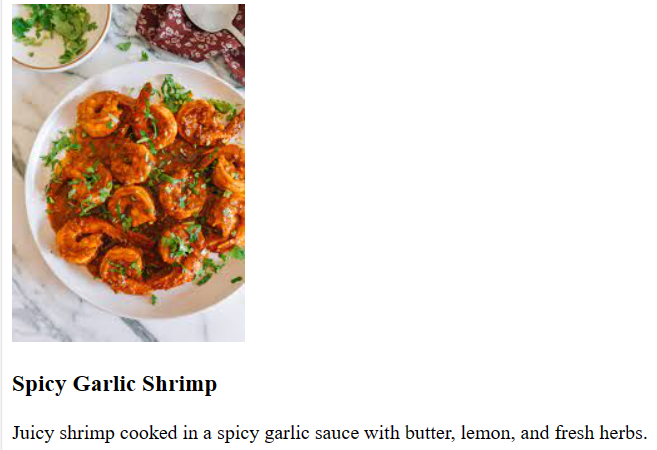 Spicy Garlic Shrimp
Juicy shrimp cooked in a spicy garlic sauce with butter, lemon, and fresh herbs.